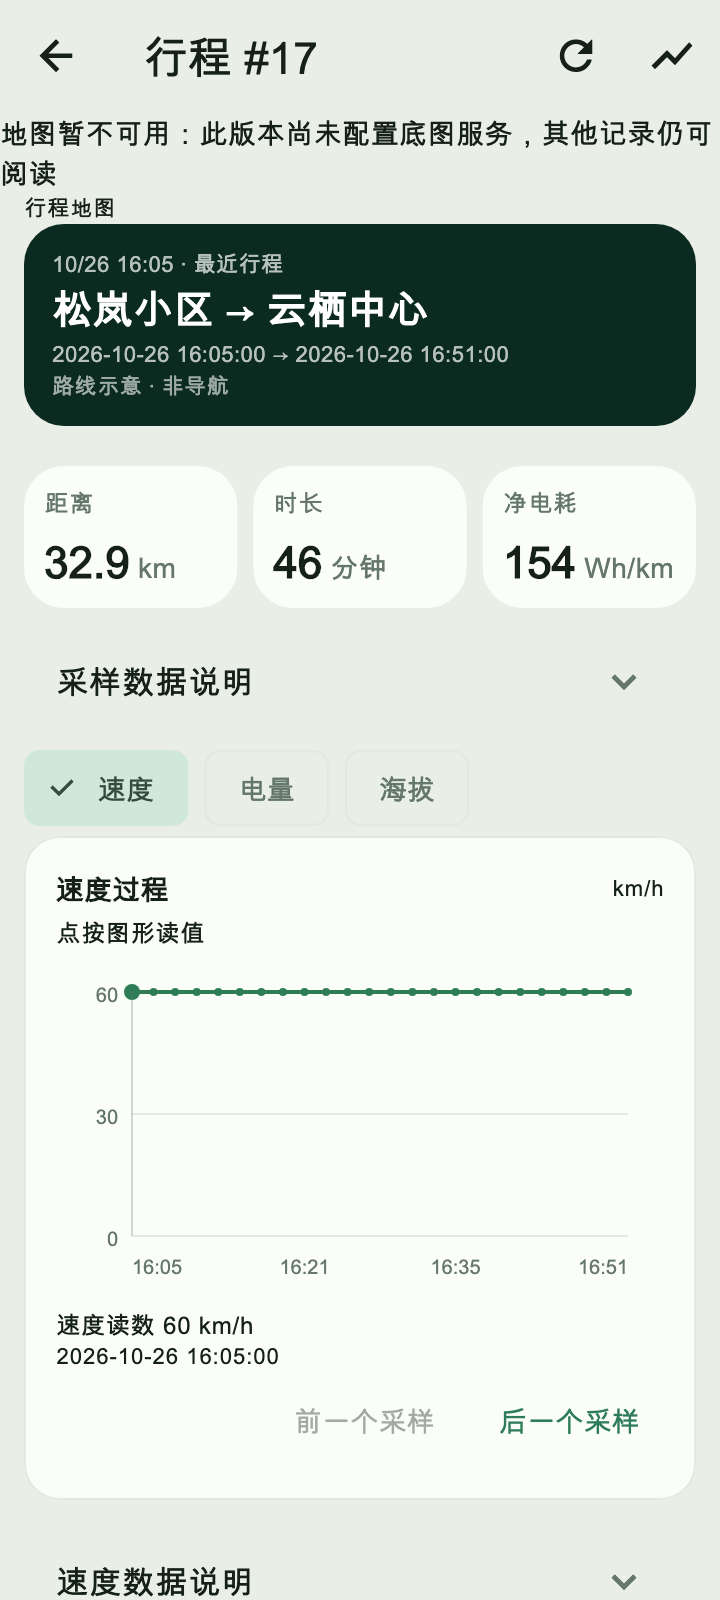 行程 #17
地图暂不可用：此版本尚未配置底图服务，其他记录仍可
阅读
行程地图
10/26 16:05 · 最近行程
松岚小区 → 云栖中心
2026-10-26 16:05:00 → 2026-10-26 16:51:00
路线示意 · 非导航
距离 时长 净电耗
32.9 km 46 分钟 154 Wh/km
采样数据说明
速度 电量 海拔
速度过程 km/h
点按图形读值
60
30
0
16:05 16:21 16:35 16:51
速度读数 60 km/h
2026-10-26 16:05:00
前一个采样 后一个采样
速度数据说明